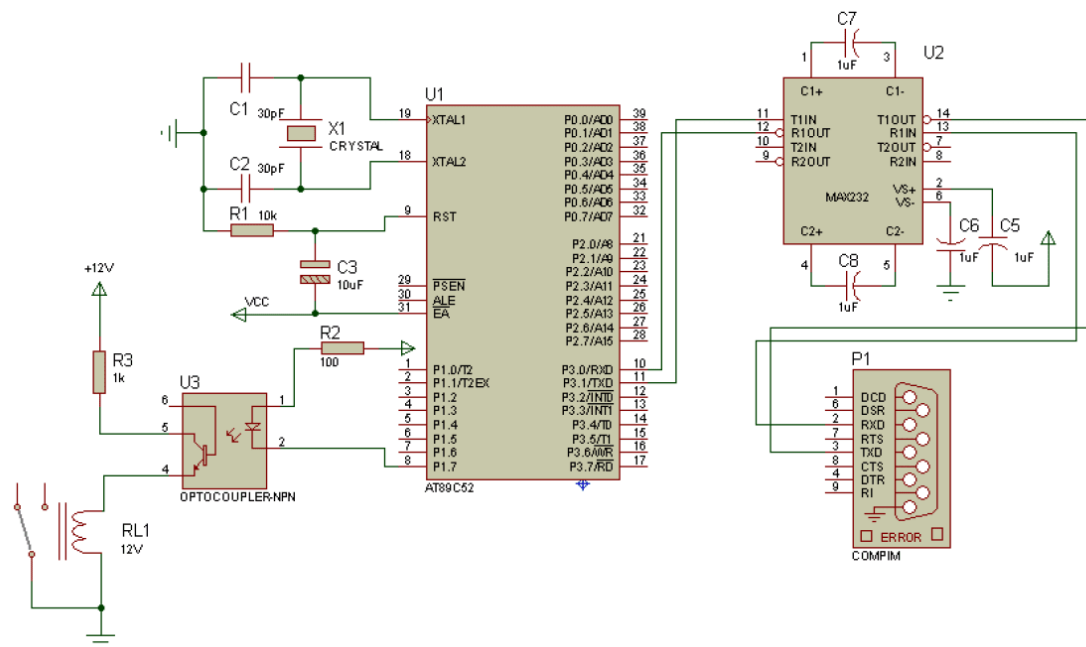 C7
1uF
1
3
U2
C1+
C1-
11
T1IN
T1OUT
14
12
R1OUT
R1IN
13
10
T2IN
T2OUT
7
9
R2OUT
R2IN
8
VS+
2
VS-
6
MAX232
C2+
C2-
4
5
C8
1uF
C6
1uF
C5
1uF
C1
30pF
X1
CRYSTAL
C2
30pF
R1
10k
C3
10uF
VCC
U1
19
XTAL1
18
XTAL2
9
RST
29
PSEN
30
ALE
31
EA
1
P1.0/T2
2
P1.1/T2EX
3
P1.2
4
P1.3
5
P1.4
6
P1.5
7
P1.6
8
P1.7
P0.0/AD0
39
P0.1/AD1
38
P0.2/AD2
37
P0.3/AD3
36
P0.4/AD4
35
P0.5/AD5
34
P0.6/AD6
33
P0.7/AD7
32
P2.0/A8
21
P2.1/A9
22
P2.2/A10
23
P2.3/A11
24
P2.4/A12
25
P2.5/A13
26
P2.6/A14
27
P2.7/A15
28
P3.0/RXD
10
P3.1/TXD
11
P3.2/INT0
12
P3.3/INT1
13
P3.4/T0
14
P3.5/T1
15
P3.6/WR
16
P3.7/RD
17
AT89C52
+12V
R3
1k
R2
100
U3
6
5
4
1
2
OPTOCOUPLER-NPN
RL1
12V
P1
1
DCD
6
DSR
2
RXD
7
RTS
3
TXD
8
CTS
4
DTR
9
RI
ERROR
COMPIM